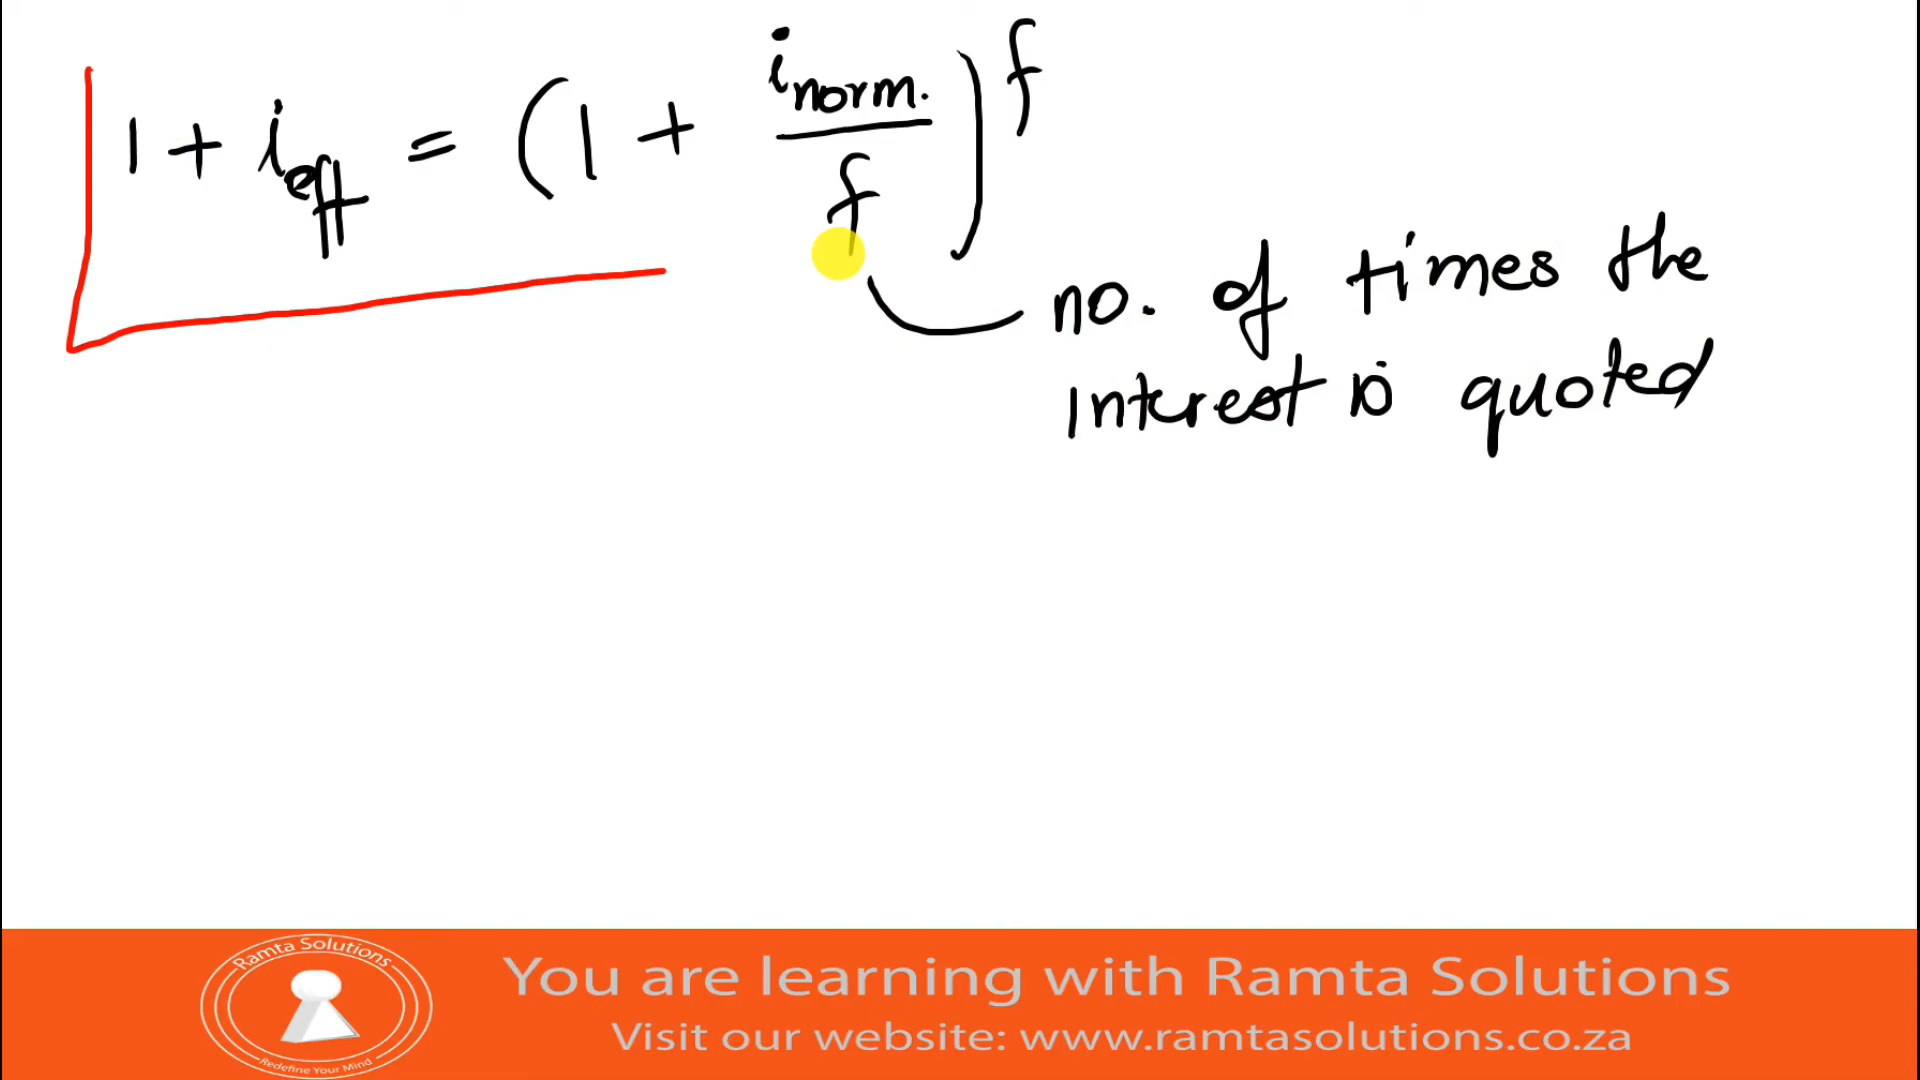 1 + i_eff = (1 + i_norm. / f)^f
no. of times the
interest is quoted
Ramta Solutions
Redefine Your Mind
You are learning with Ramta Solutions
Visit our website: www.ramtasolutions.co.za